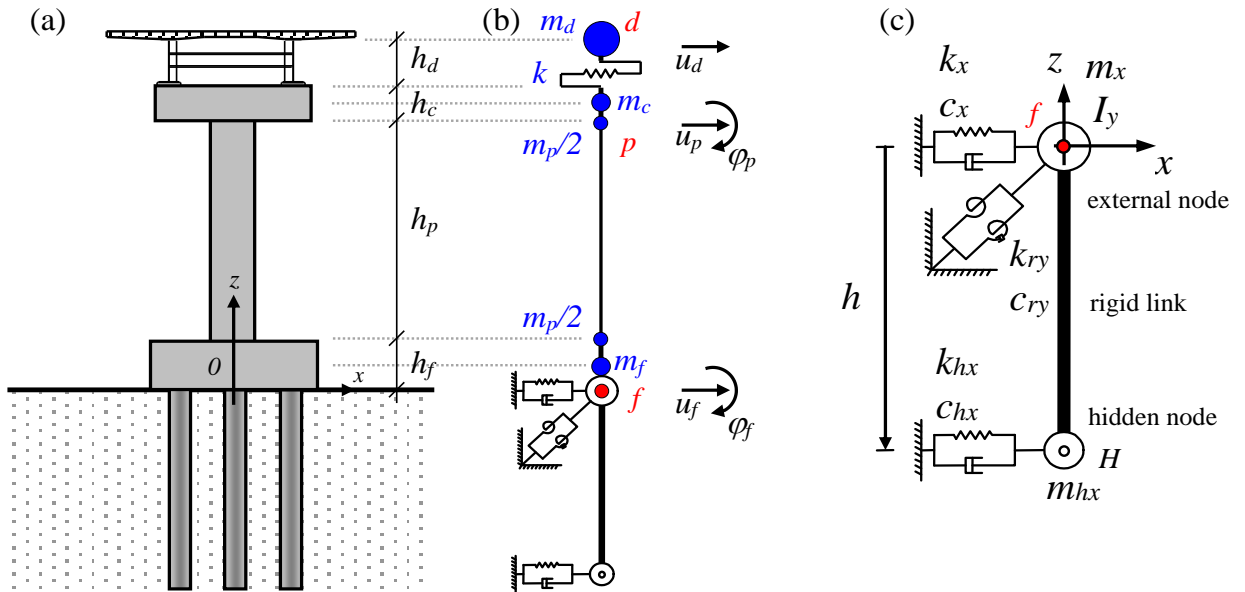 (a)
h_d
h_c
h_p
h_f
z
0
x
(b)
m_d
d
k
m_c
m_p/2
p
m_p/2
m_f
f
u_d
u_p
φ_p
u_f
φ_f
(c)
k_x
c_x
z
m_x
f
I_y
x
external node
k_ry
c_ry
rigid link
h
k_hx
c_hx
hidden node
H
m_hx